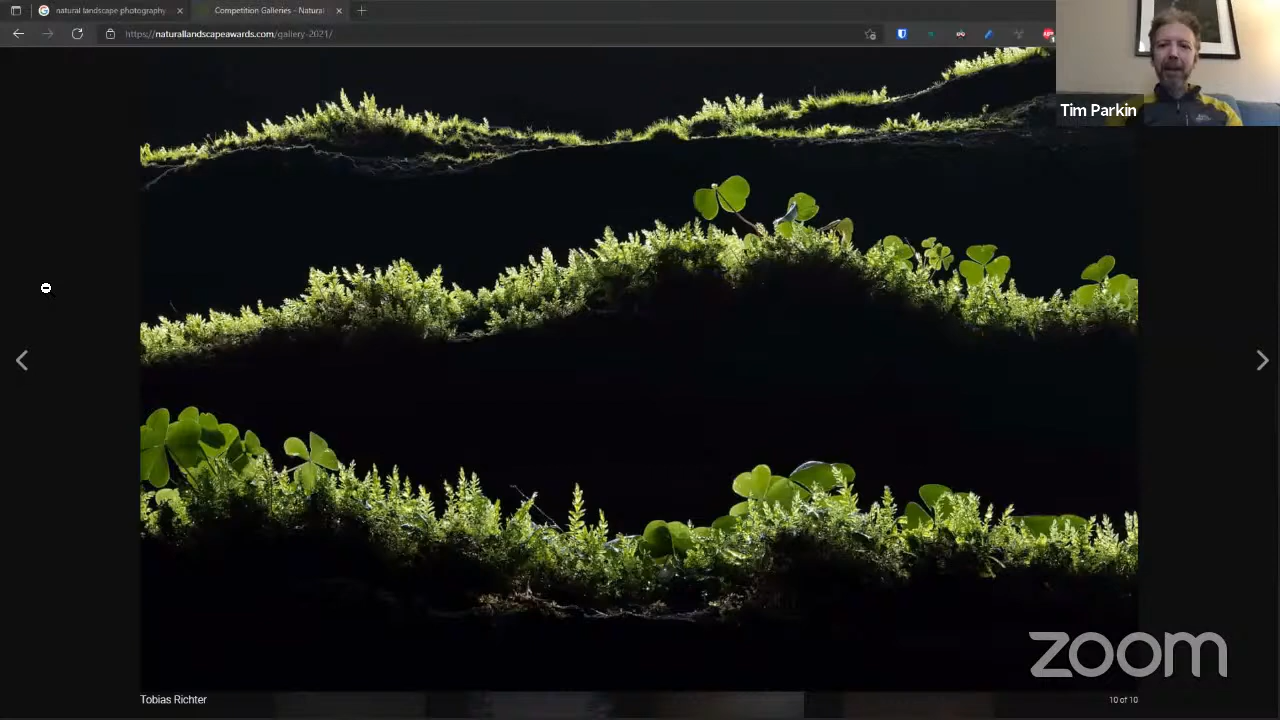 natural landscape photography
Competition Galleries - Natural
https://naturallandscapeawards.com/gallery-2021/
Tim Parkin
zoom
Tobias Richter
10 of 10